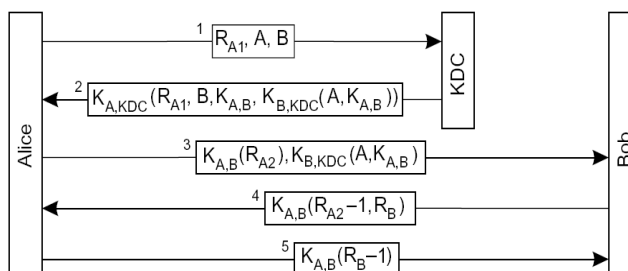 Alice
KDC
Bob
1 R_A1, A, B
2 K_A,KDC(R_A1, B,K_A,B, K_B,KDC(A,K_A,B))
3 K_A,B(R_A2),K_B,KDC(A,K_A,B)
4 K_A,B(R_A2–1,R_B)
5 K_A,B(R_B–1)